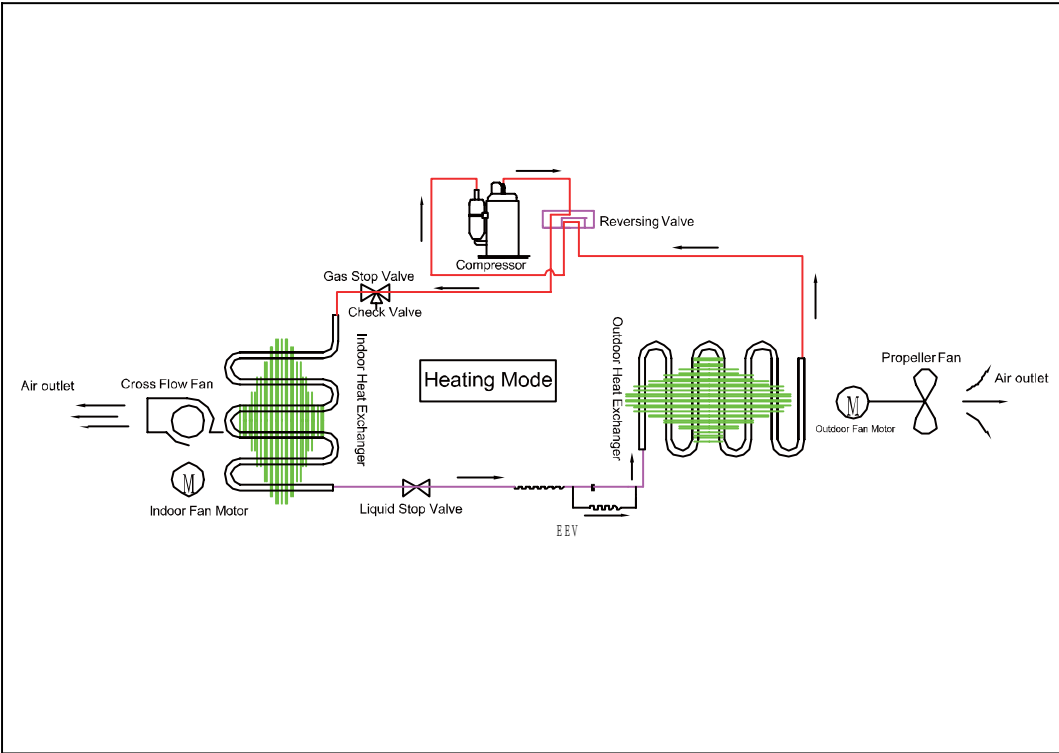 Reversing Valve
Compressor
Gas Stop Valve
Check Valve
Indoor Heat Exchanger
Outdoor Heat Exchanger
Heating Mode
Air outlet
Cross Flow Fan
M
Indoor Fan Motor
Liquid Stop Valve
EEV
Propeller Fan
Air outlet
M
Outdoor Fan Motor